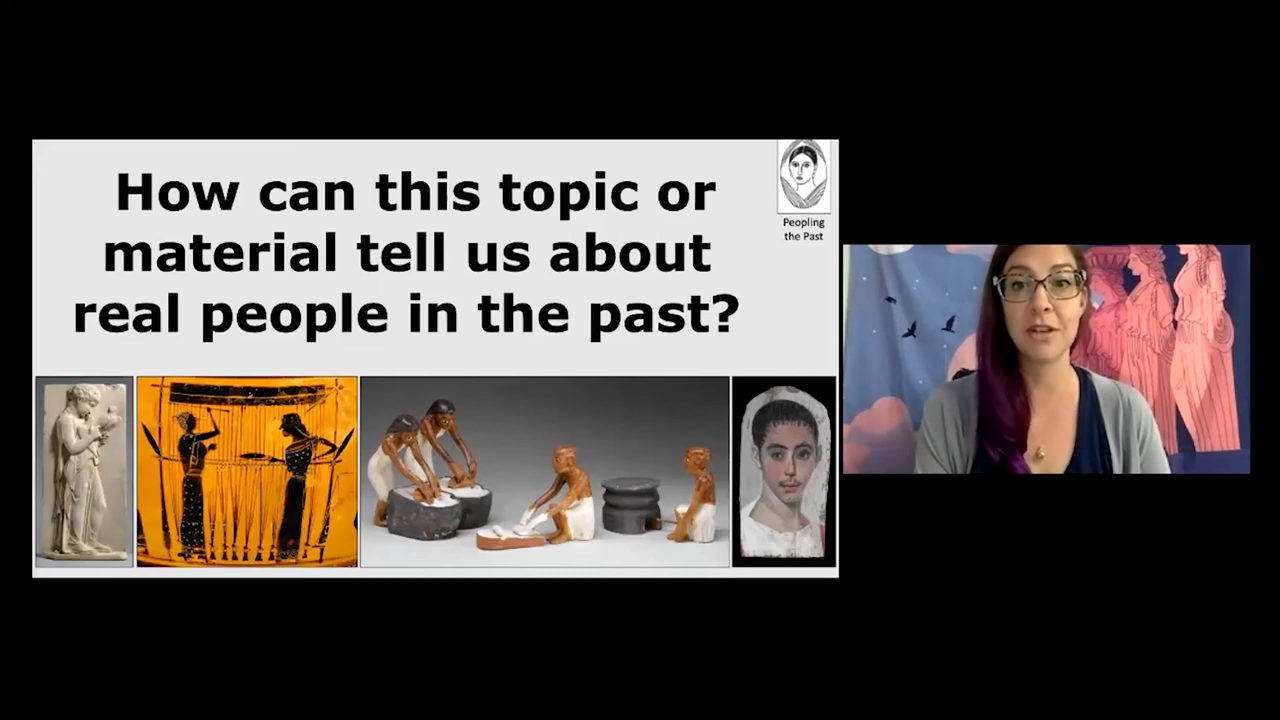 How can this topic or
material tell us about
real people in the past?
Peopling
the Past